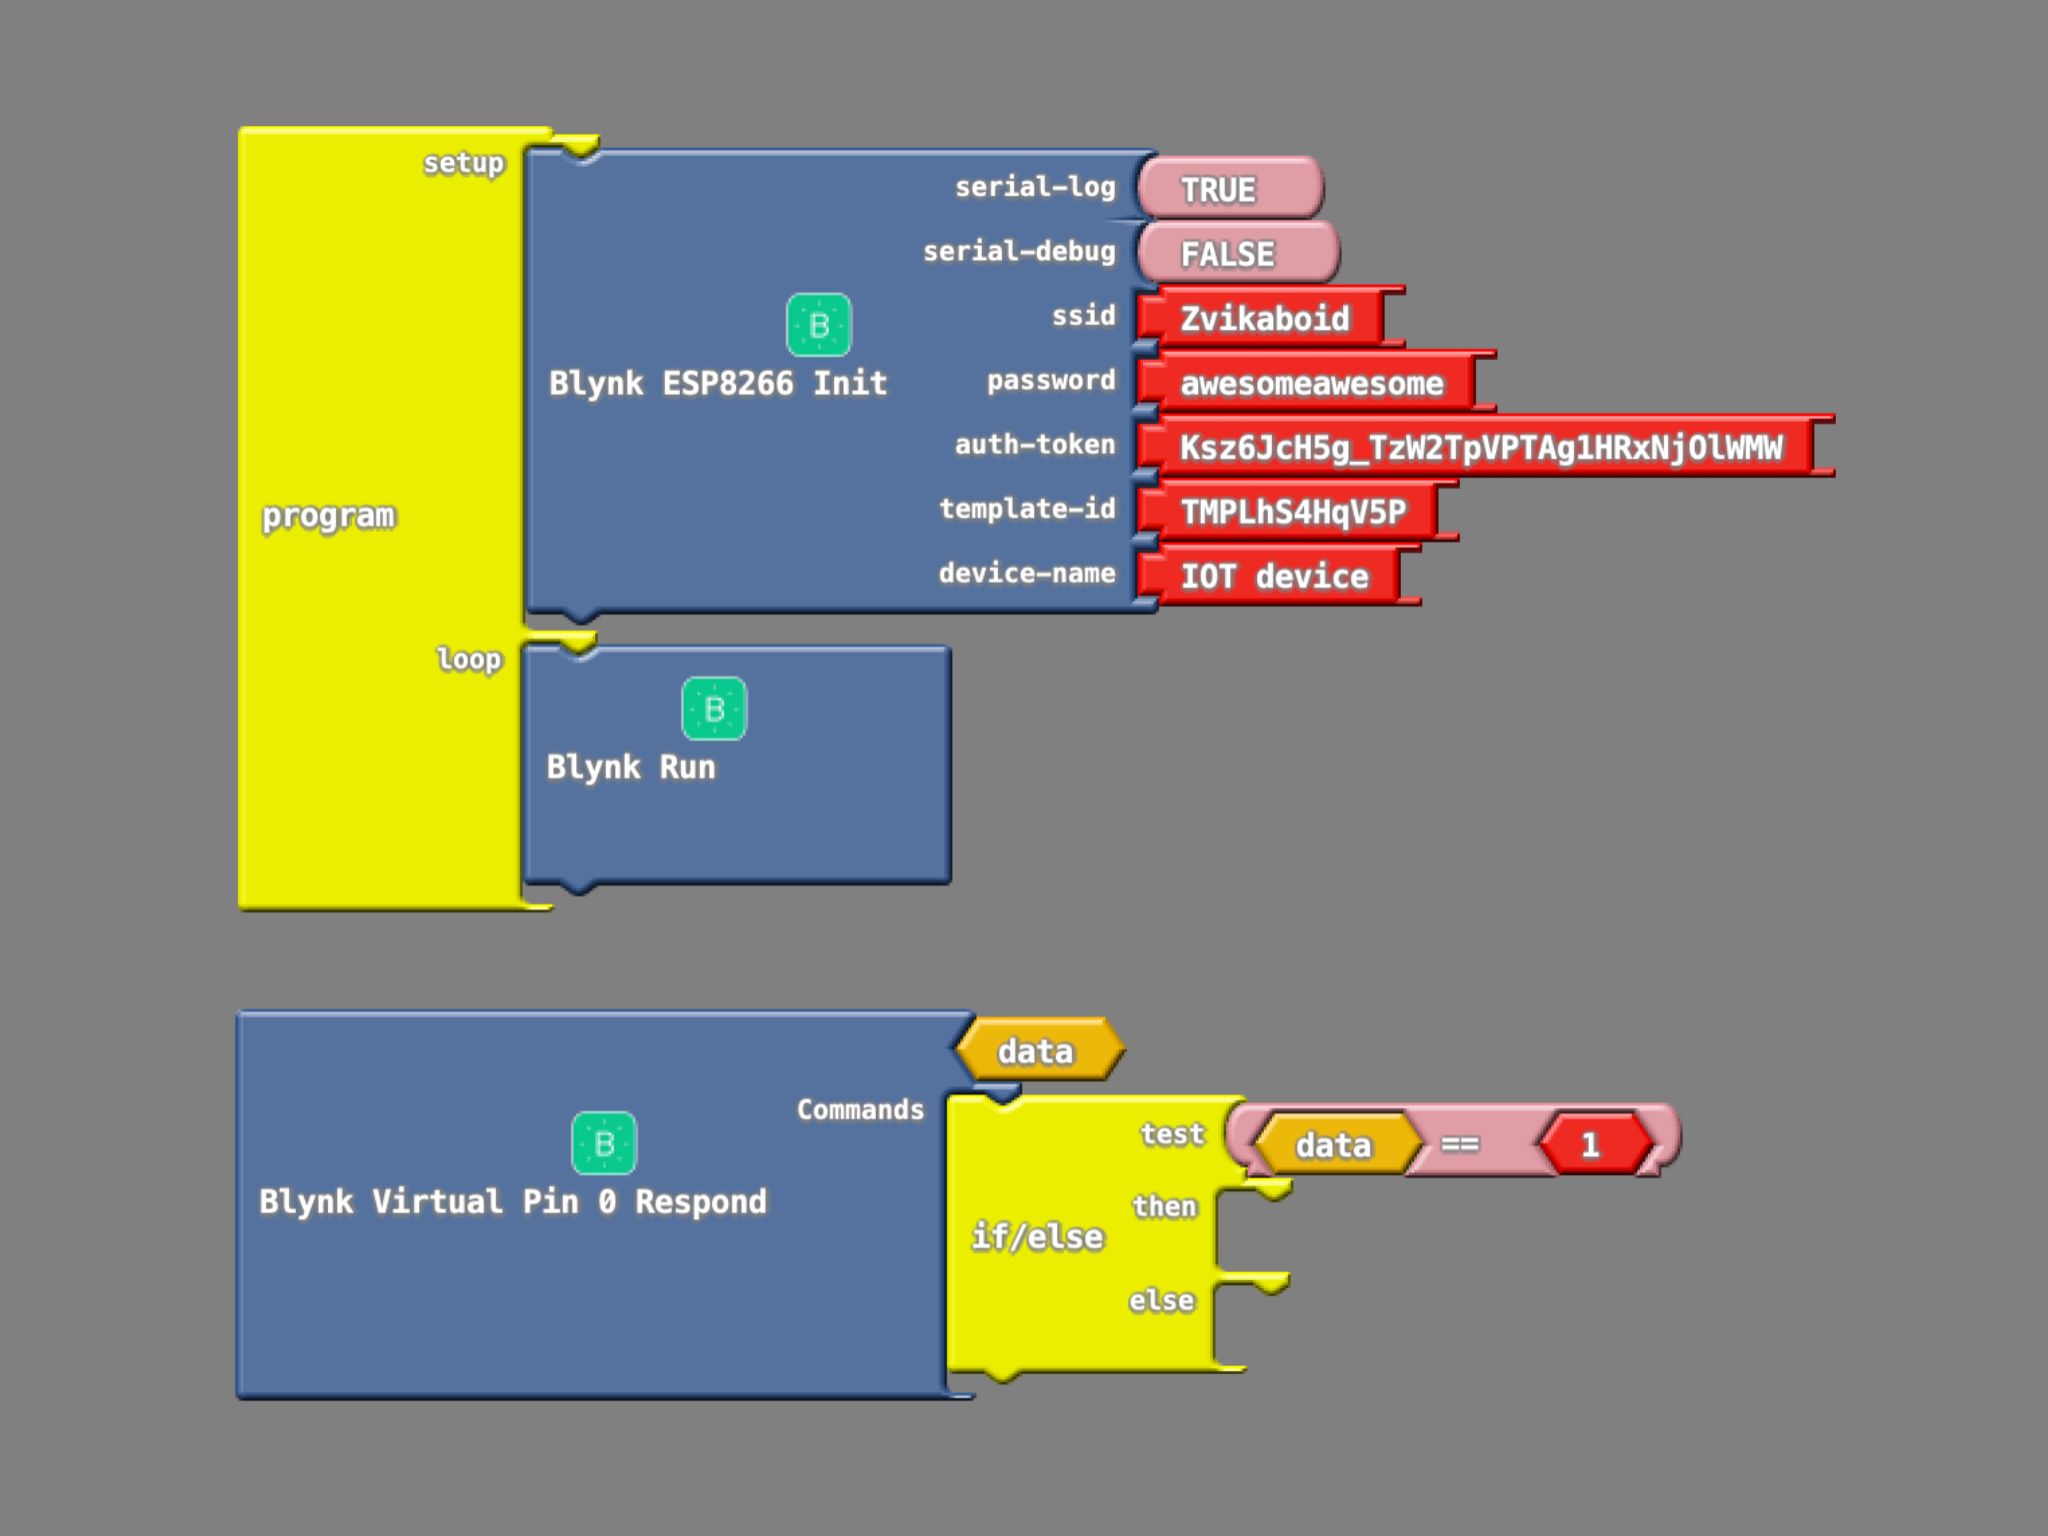 setup
serial-log TRUE
serial-debug FALSE
B
ssid Zvikaboid
Blynk ESP8266 Init
password awesomeawesome
auth-token Ksz6JcH5g_TzW2TpVPTAg1HRxNjOlWMW
template-id TMPLhS4HqV5P
program
device-name IOT device
loop
B
Blynk Run
data
Commands
B
Blynk Virtual Pin 0 Respond
test data == 1
then
if/else
else